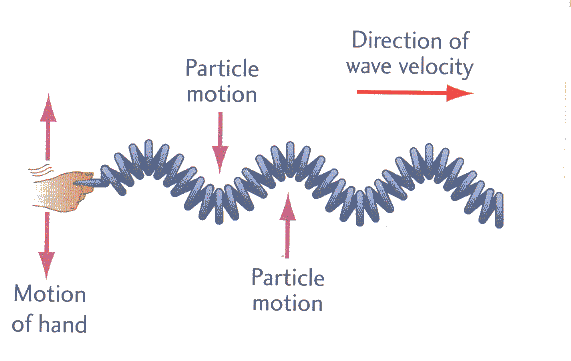 Direction of
wave velocity
Particle
motion
Particle
motion
Motion
of hand